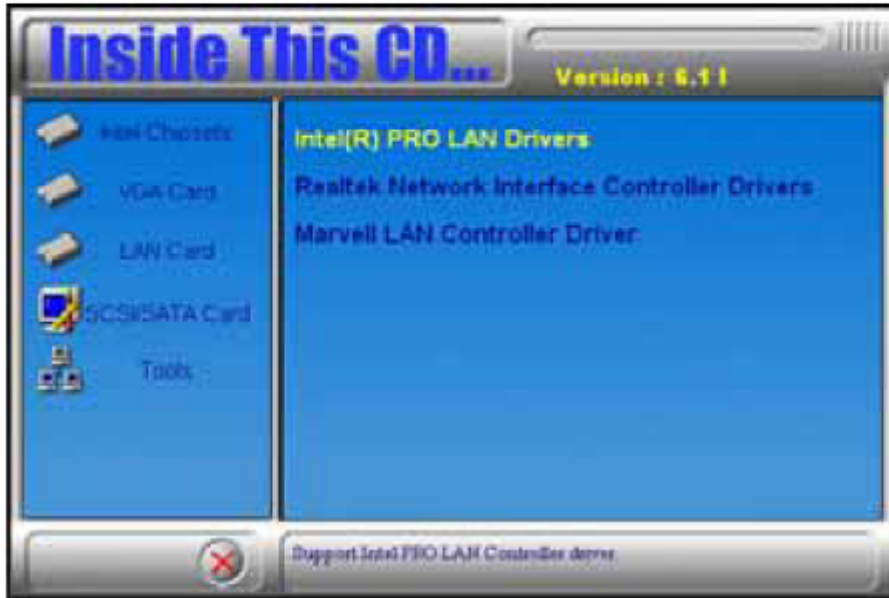 Inside This CD...
Version : 6.1 I
Intel Chipsets
VGA Card
LAN Card
SCSI/SATA Card
Tools
Intel(R) PRO LAN Drivers
Realtek Network Interface Controller Drivers
Marvell LAN Controller Driver
Support Intel PRO LAN Controller driver